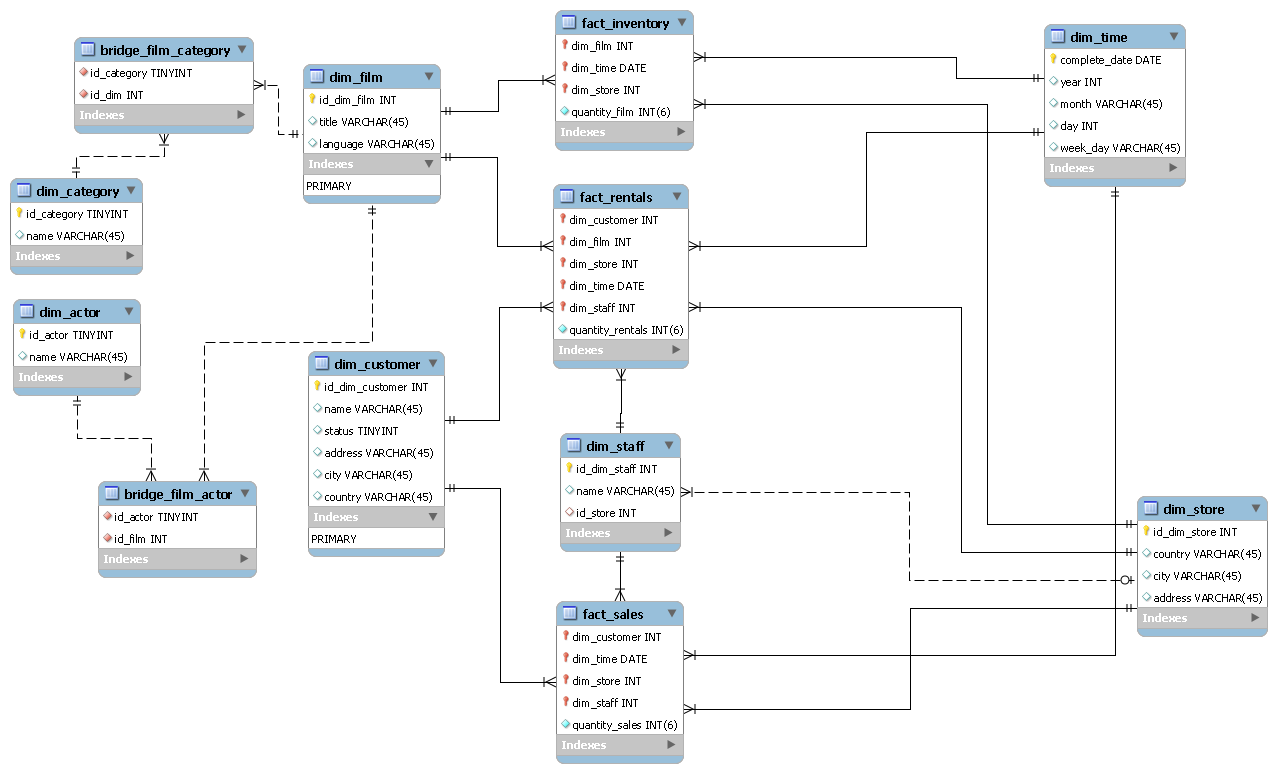 bridge_film_category
id_category TINYINT
id_dim INT
Indexes
dim_category
id_category TINYINT
name VARCHAR(45)
Indexes
dim_actor
id_actor TINYINT
name VARCHAR(45)
Indexes
bridge_film_actor
id_actor TINYINT
id_film INT
Indexes
dim_film
id_dim_film INT
title VARCHAR(45)
language VARCHAR(45)
Indexes
PRIMARY
dim_customer
id_dim_customer INT
name VARCHAR(45)
status TINYINT
address VARCHAR(45)
city VARCHAR(45)
country VARCHAR(45)
Indexes
PRIMARY
fact_inventory
dim_film INT
dim_time DATE
dim_store INT
quantity_film INT(6)
Indexes
fact_rentals
dim_customer INT
dim_film INT
dim_store INT
dim_time DATE
dim_staff INT
quantity_rentals INT(6)
Indexes
dim_staff
id_dim_staff INT
name VARCHAR(45)
id_store INT
Indexes
fact_sales
dim_customer INT
dim_time DATE
dim_store INT
dim_staff INT
quantity_sales INT(6)
Indexes
dim_time
complete_date DATE
year INT
month VARCHAR(45)
day INT
week_day VARCHAR(45)
Indexes
dim_store
id_dim_store INT
country VARCHAR(45)
city VARCHAR(45)
address VARCHAR(45)
Indexes